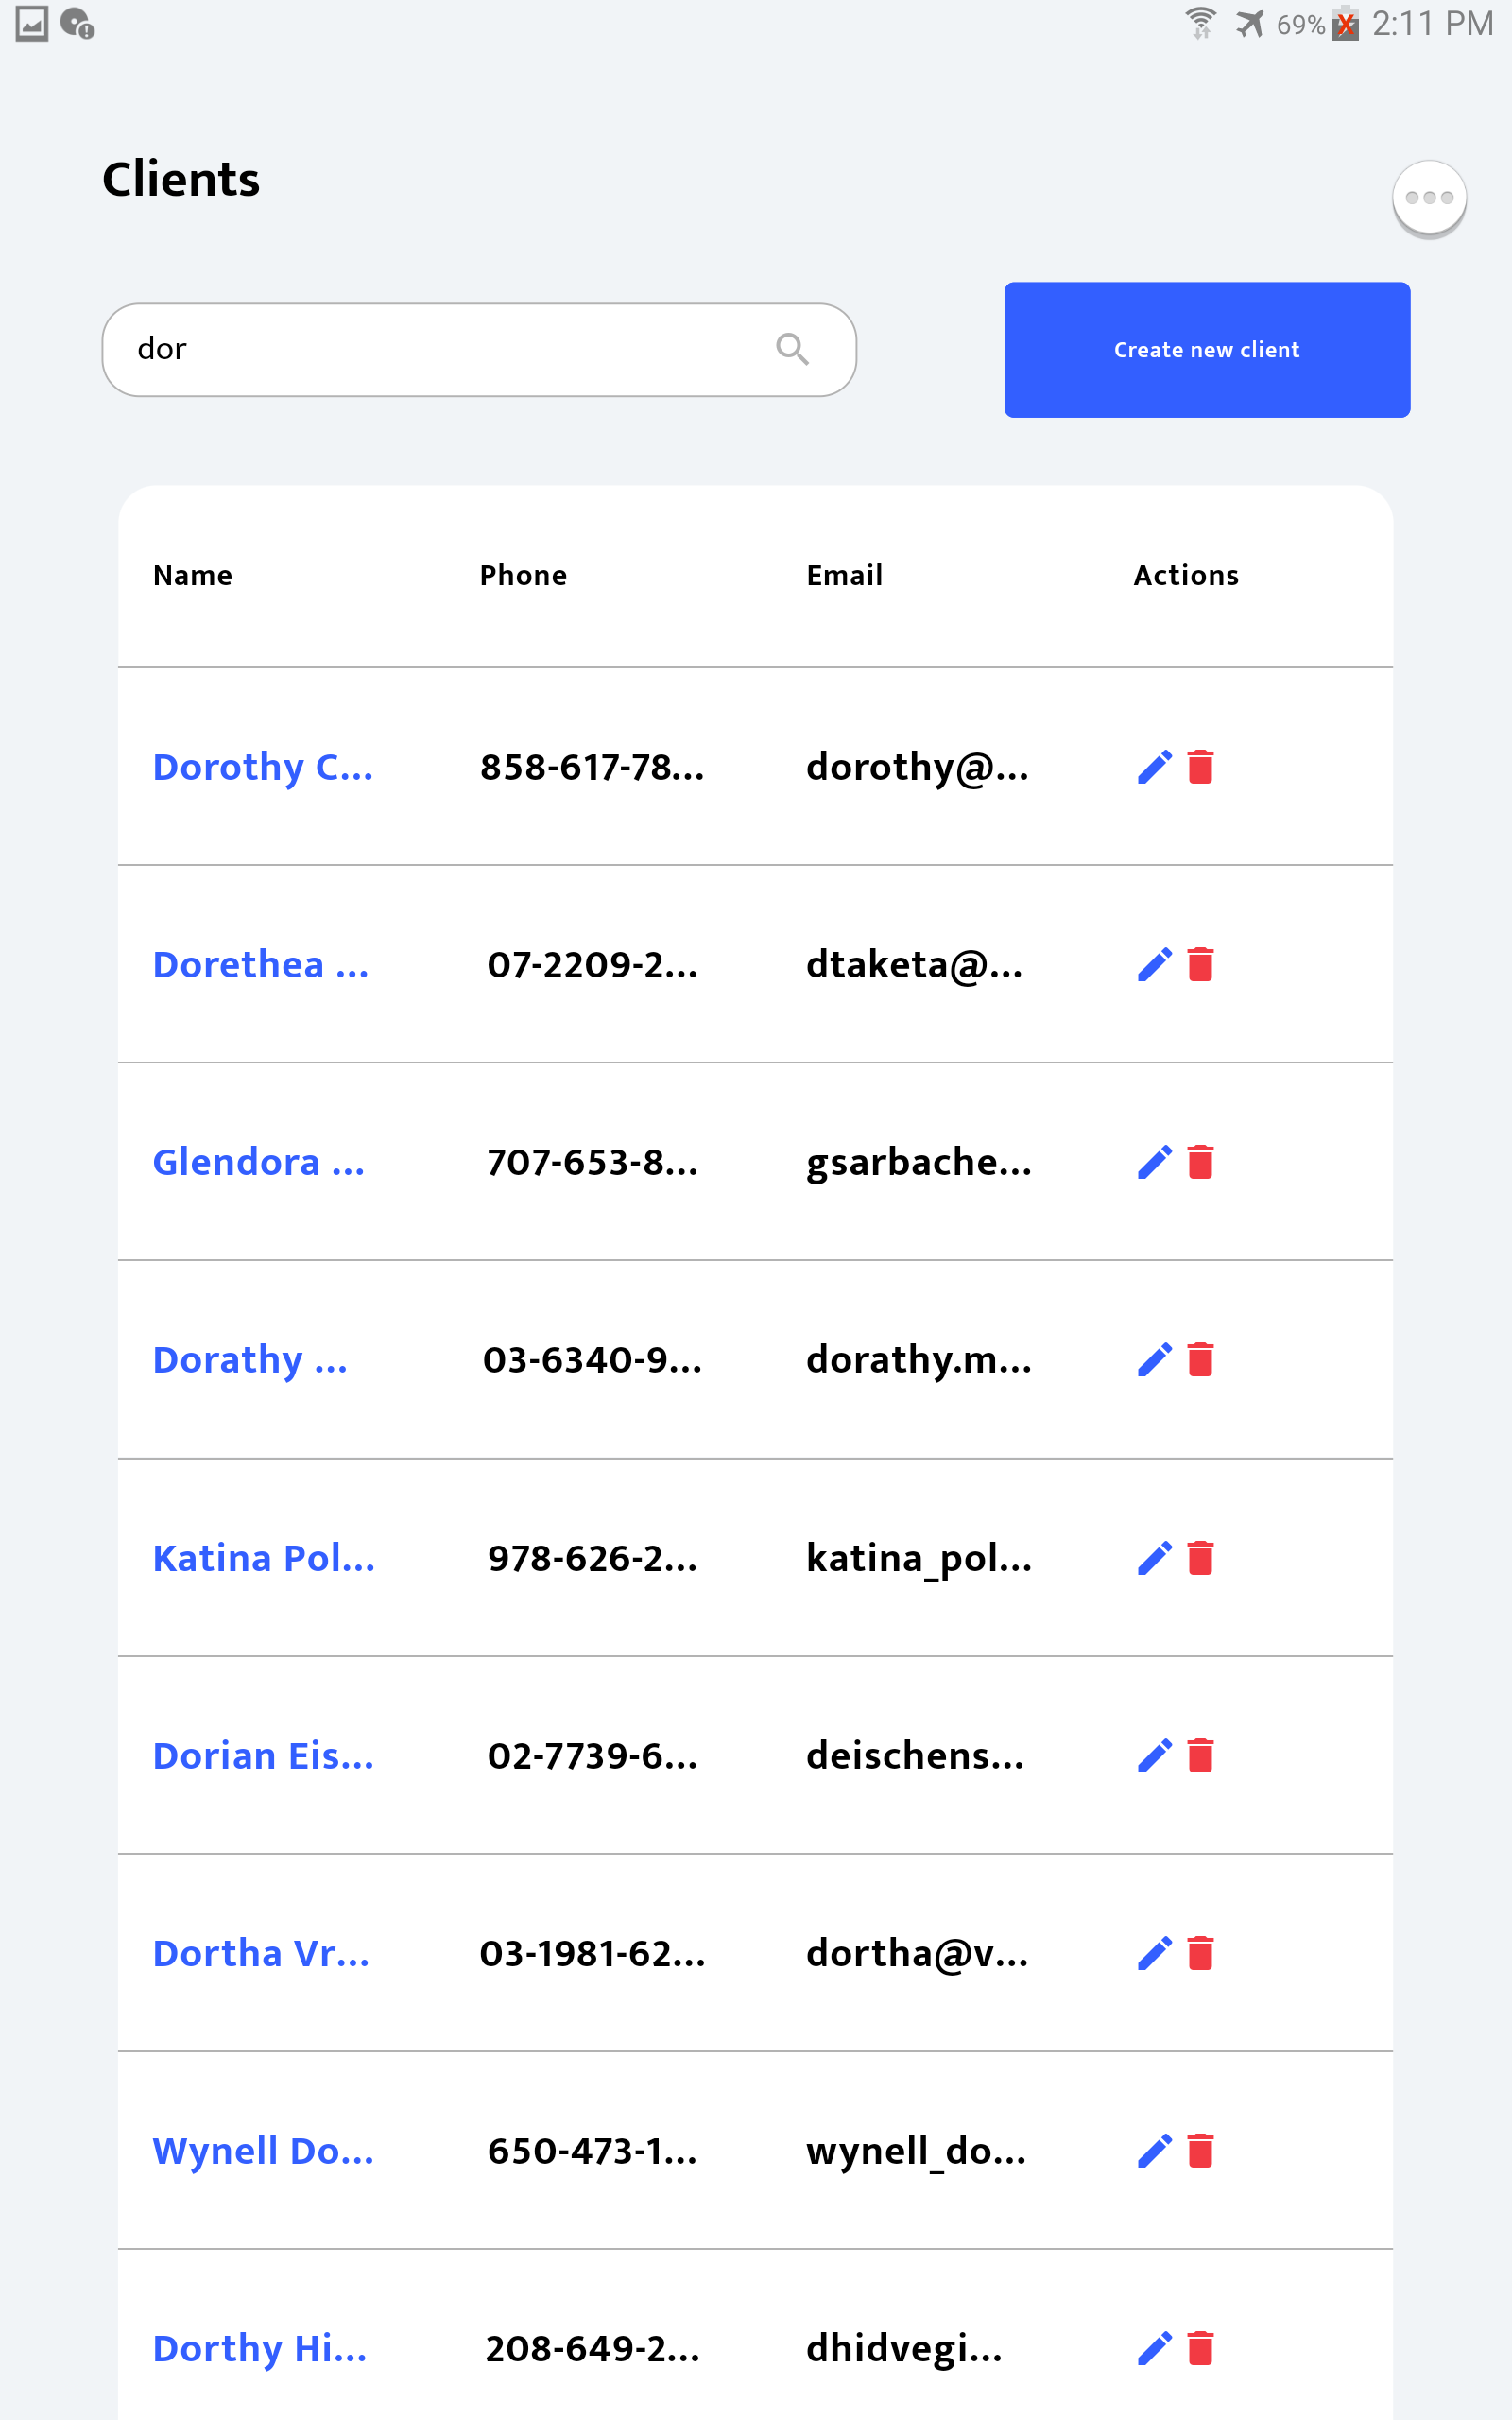 69% 2:11 PM
Clients
dor
Create new client
Name Phone Email Actions
Dorothy C... 858-617-78... dorothy@...
Dorethea ... 07-2209-2... dtaketa@...
Glendora ... 707-653-8... gsarbache...
Dorathy ... 03-6340-9... dorathy.m...
Katina Pol... 978-626-2... katina_pol...
Dorian Eis... 02-7739-6... deischens...
Dortha Vr... 03-1981-62... dortha@v...
Wynell Do... 650-473-1... wynell_do...
Dorthy Hi... 208-649-2... dhidvegi...